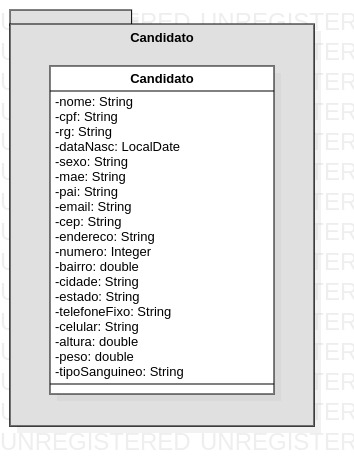 Candidato
Candidato
-nome: String
-cpf: String
-rg: String
-dataNasc: LocalDate
-sexo: String
-mae: String
-pai: String
-email: String
-cep: String
-endereco: String
-numero: Integer
-bairro: double
-cidade: String
-estado: String
-telefoneFixo: String
-celular: String
-altura: double
-peso: double
-tipoSanguineo: String
UNREGISTERED UNREGISTERED